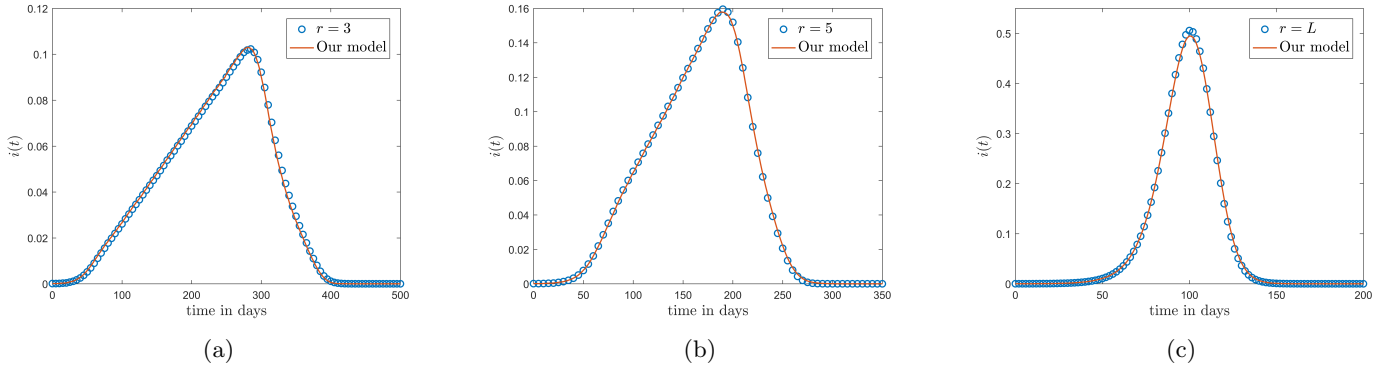 0.12
0.1
0.08
0.06
0.04
0.02
0
i(t)
r = 3
Our model
0 100 200 300 400 500
time in days
(a)
0.16
0.14
0.12
0.1
0.08
0.06
0.04
0.02
0
i(t)
r = 5
Our model
0 50 100 150 200 250 300 350
time in days
(b)
0.5
0.4
0.3
0.2
0.1
0
i(t)
r = L
Our model
0 50 100 150 200
time in days
(c)